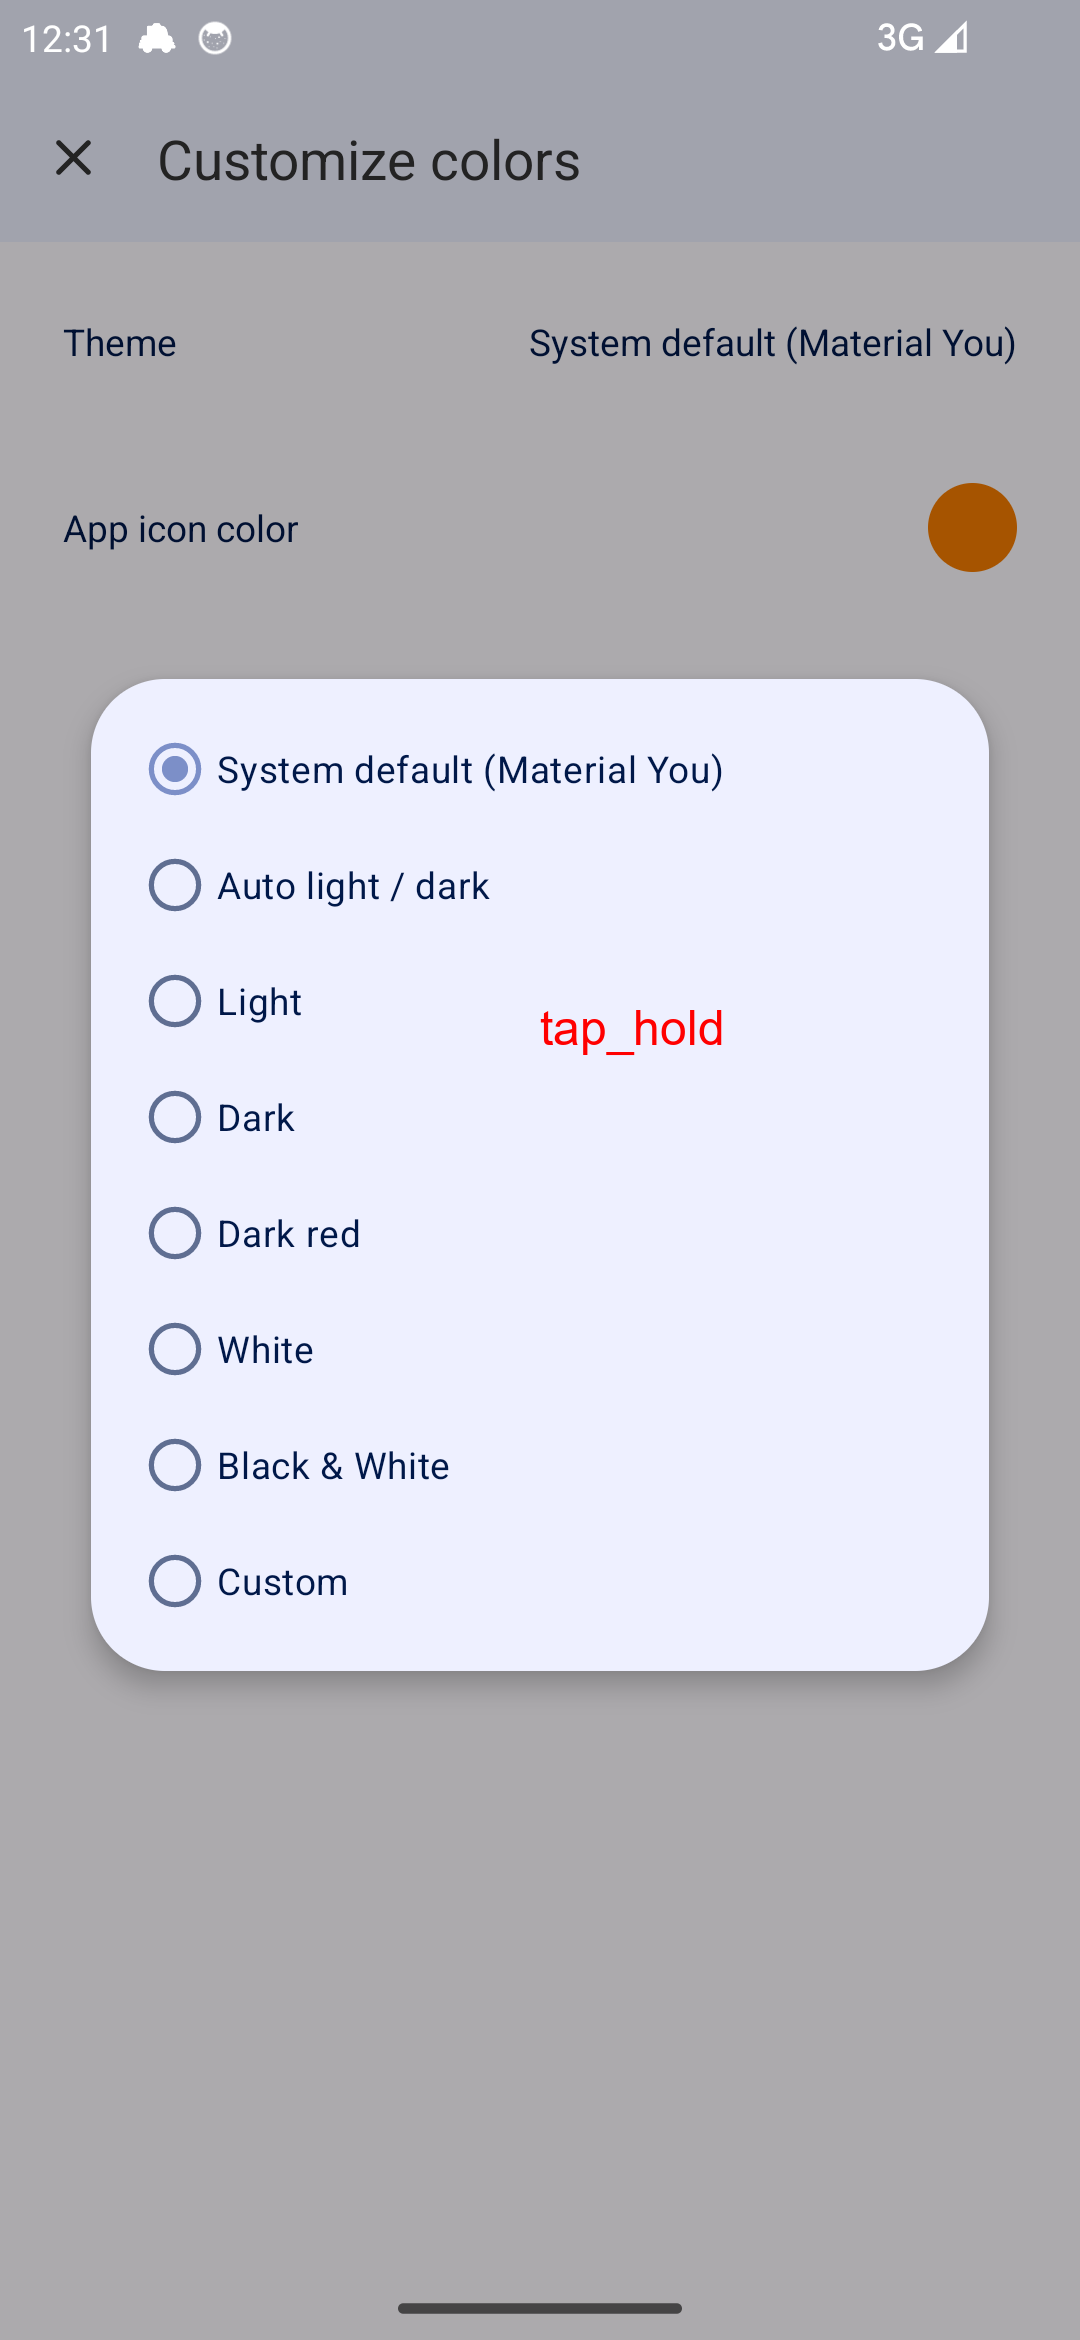 12:31
3G
Customize colors
Theme
System default (Material You)
App icon color
System default (Material You)
Auto light / dark
Light
tap_hold
Dark
Dark red
White
Black & White
Custom